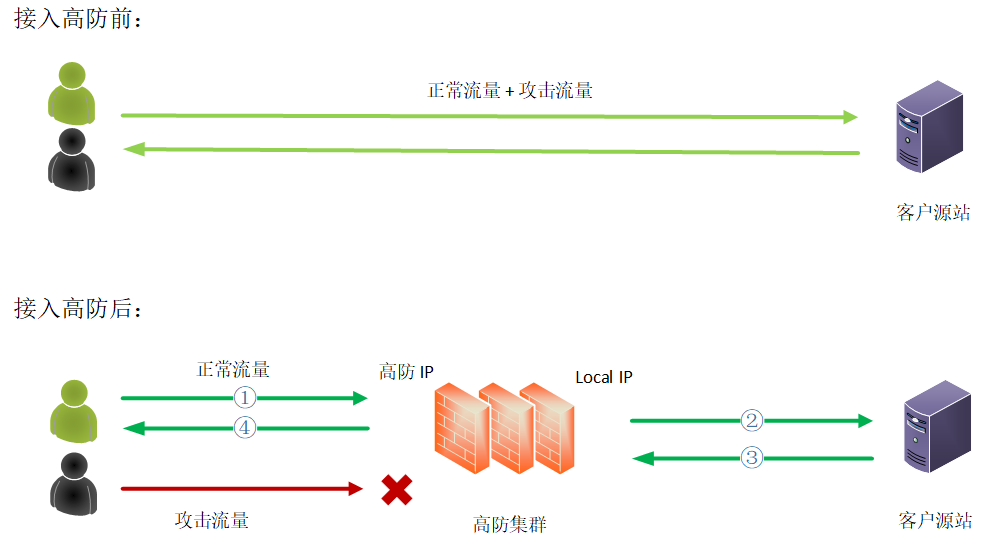 接入高防前：
正常流量 + 攻击流量
客户源站
接入高防后：
正常流量
高防 IP
Local IP
①
②
④
③
攻击流量
高防集群
客户源站